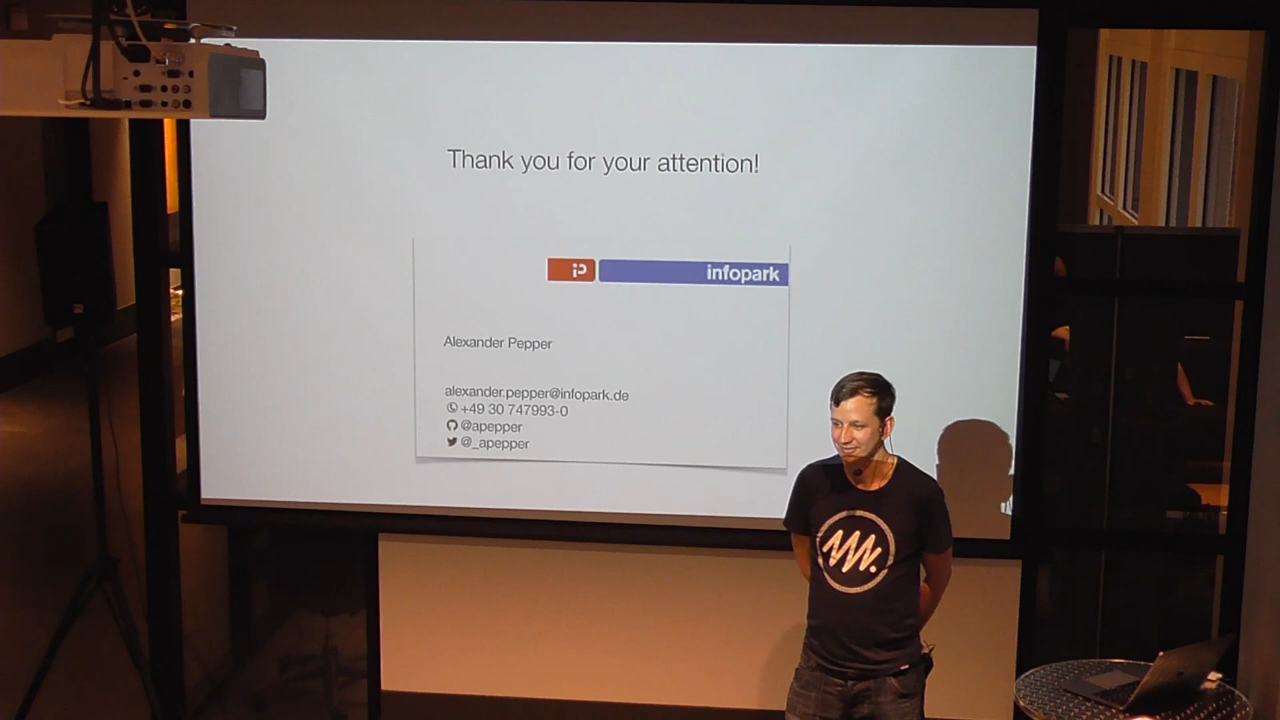 Thank you for your attention!
iP infopark
Alexander Pepper
alexander.pepper@infopark.de
+49 30 747993-0
@apepper
@_apepper